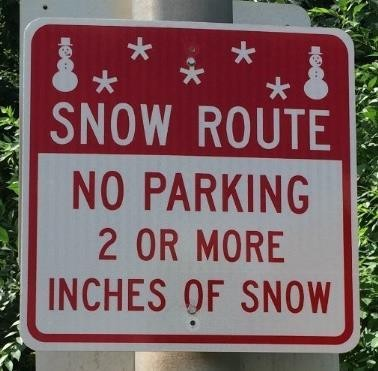 SNOW ROUTE
NO PARKING
2 OR MORE
INCHES OF SNOW